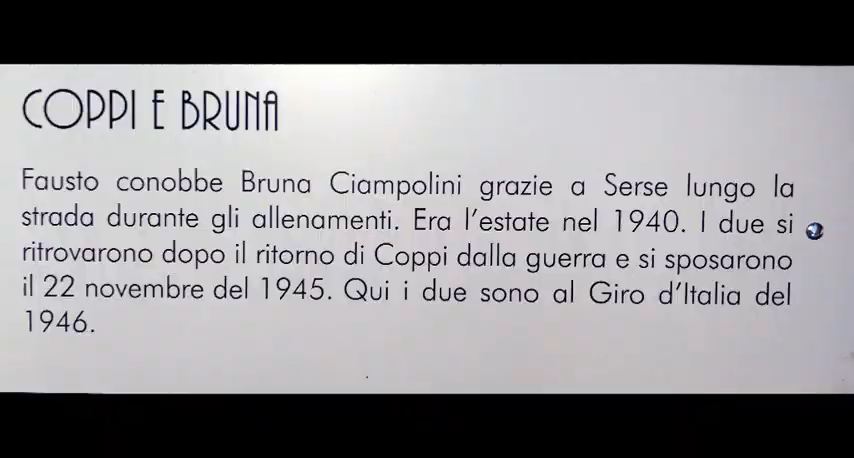 COPPI E BRUNA
Fausto conobbe Bruna Ciampolini grazie a Serse lungo la
strada durante gli allenamenti. Era l'estate nel 1940. I due si
ritrovarono dopo il ritorno di Coppi dalla guerra e si sposarono
il 22 novembre del 1945. Qui i due sono al Giro d'Italia del
1946.